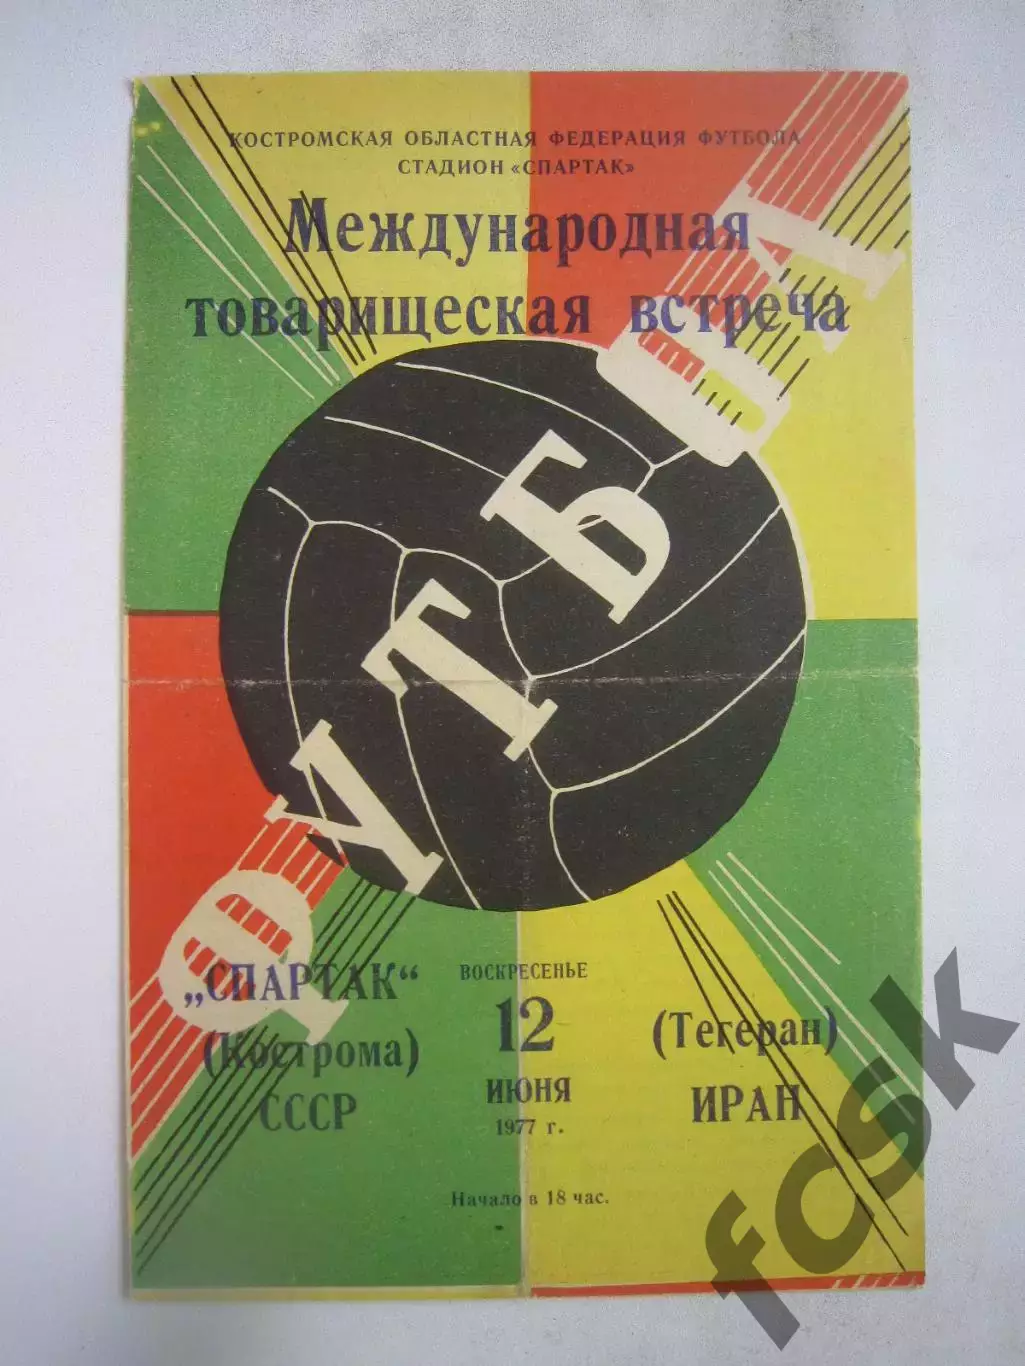 КОСТРОМСКАЯ ОБЛАСТНАЯ ФЕДЕРАЦИЯ ФУТБОЛА
СТАДИОН «СПАРТАК»
Международная
товарищеская встреча
ФУТБОЛ
„СПАРТАК“
(Кострома)
СССР
ВОСКРЕСЕНЬЕ
12
ИЮНЯ
1977 г.
(Тегеран)
ИРАН
Начало в 18 час.
fcsk